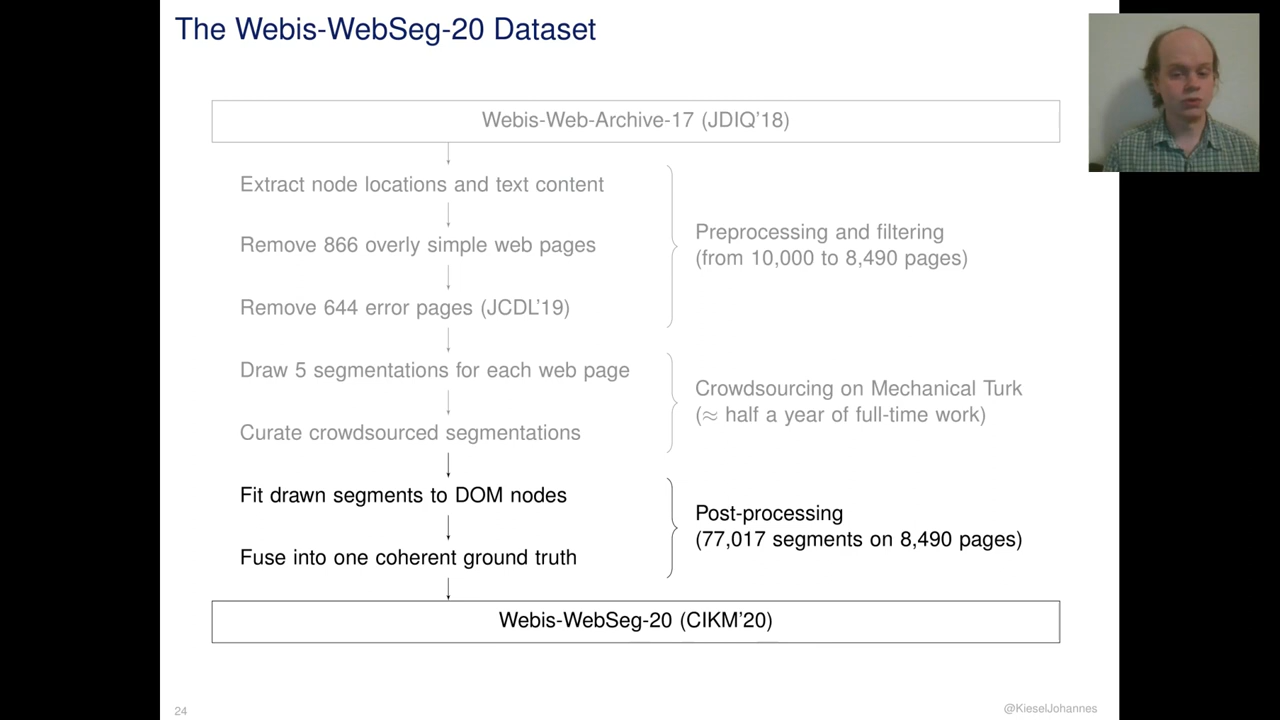 The Webis-WebSeg-20 Dataset
Webis-Web-Archive-17 (JDIQ'18)
Extract node locations and text content
Remove 866 overly simple web pages
Remove 644 error pages (JCDL'19)
Preprocessing and filtering
(from 10,000 to 8,490 pages)
Draw 5 segmentations for each web page
Curate crowdsourced segmentations
Crowdsourcing on Mechanical Turk
(≈ half a year of full-time work)
Fit drawn segments to DOM nodes
Fuse into one coherent ground truth
Post-processing
(77,017 segments on 8,490 pages)
Webis-WebSeg-20 (CIKM'20)
24
@KieselJohannes